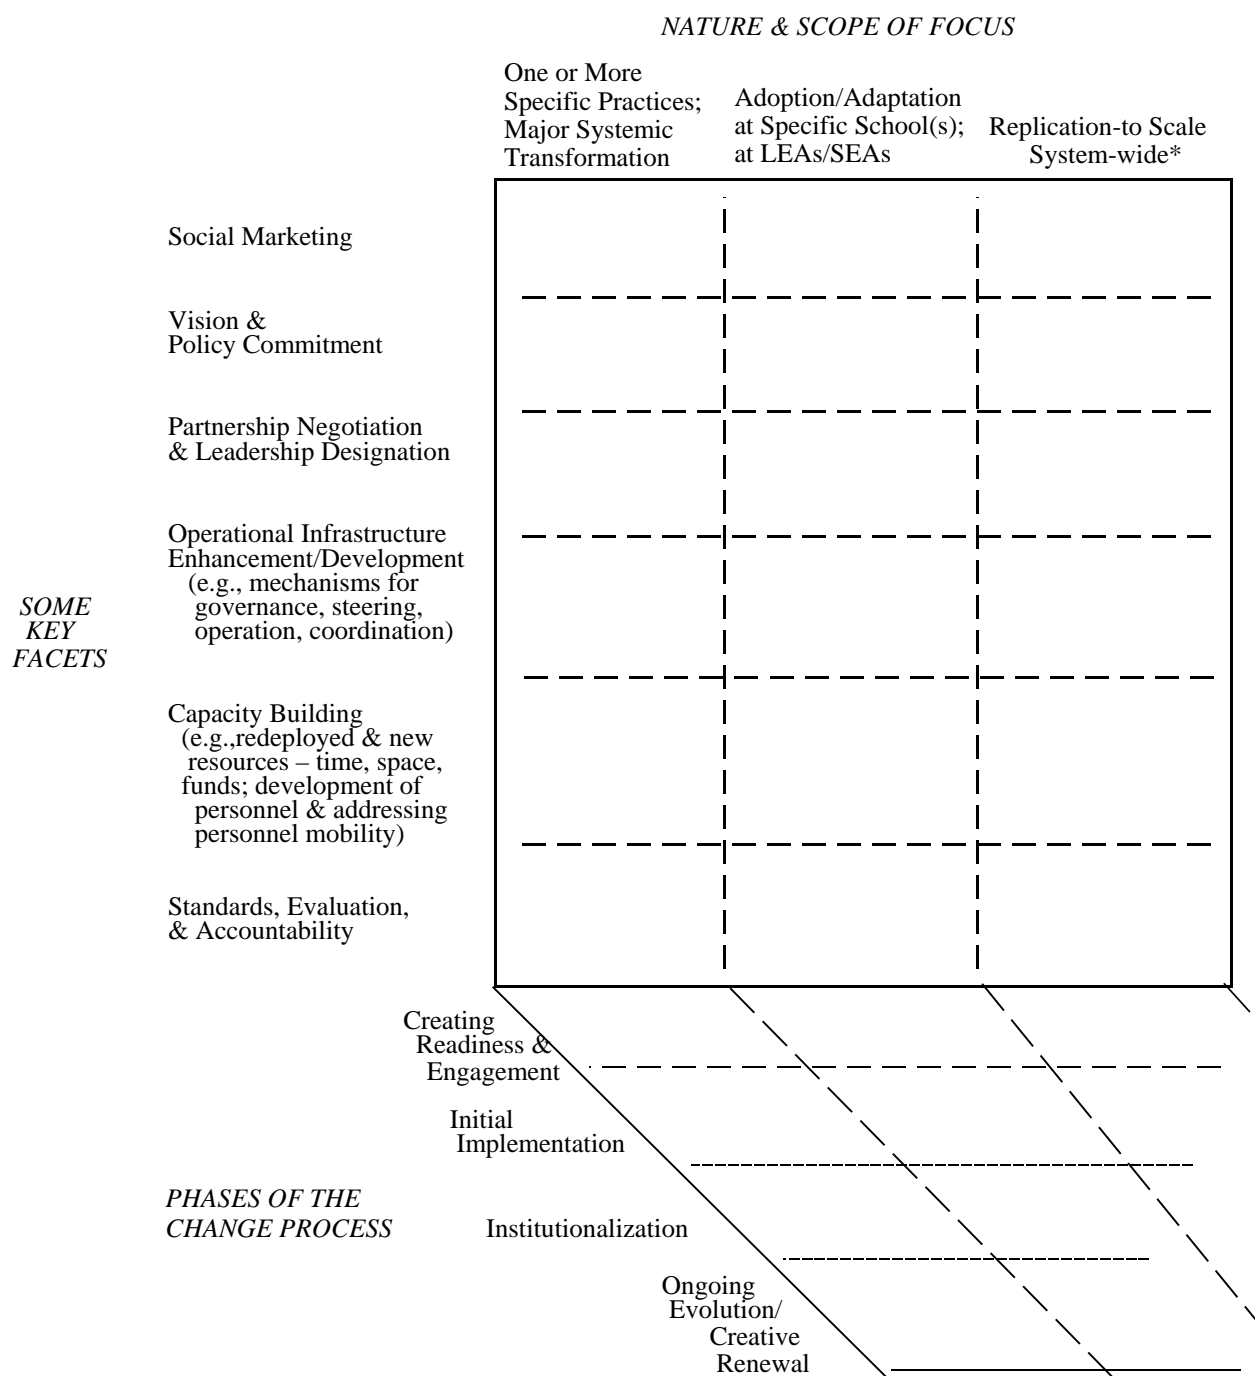 NATURE & SCOPE OF FOCUS
One or More
Specific Practices;
Major Systemic
Transformation
Adoption/Adaptation
at Specific School(s);
at LEAs/SEAs
Replication-to Scale
System-wide*
Social Marketing
Vision &
Policy Commitment
Partnership Negotiation
& Leadership Designation
Operational Infrastructure
Enhancement/Development
(e.g., mechanisms for
governance, steering,
operation, coordination)
SOME
KEY
FACETS
Capacity Building
(e.g.,redeployed & new
resources – time, space,
funds; development of
personnel & addressing
personnel mobility)
Standards, Evaluation,
& Accountability
Creating
Readiness &
Engagement
Initial
Implementation
PHASES OF THE
CHANGE PROCESS
Institutionalization
Ongoing
Evolution/
Creative
Renewal